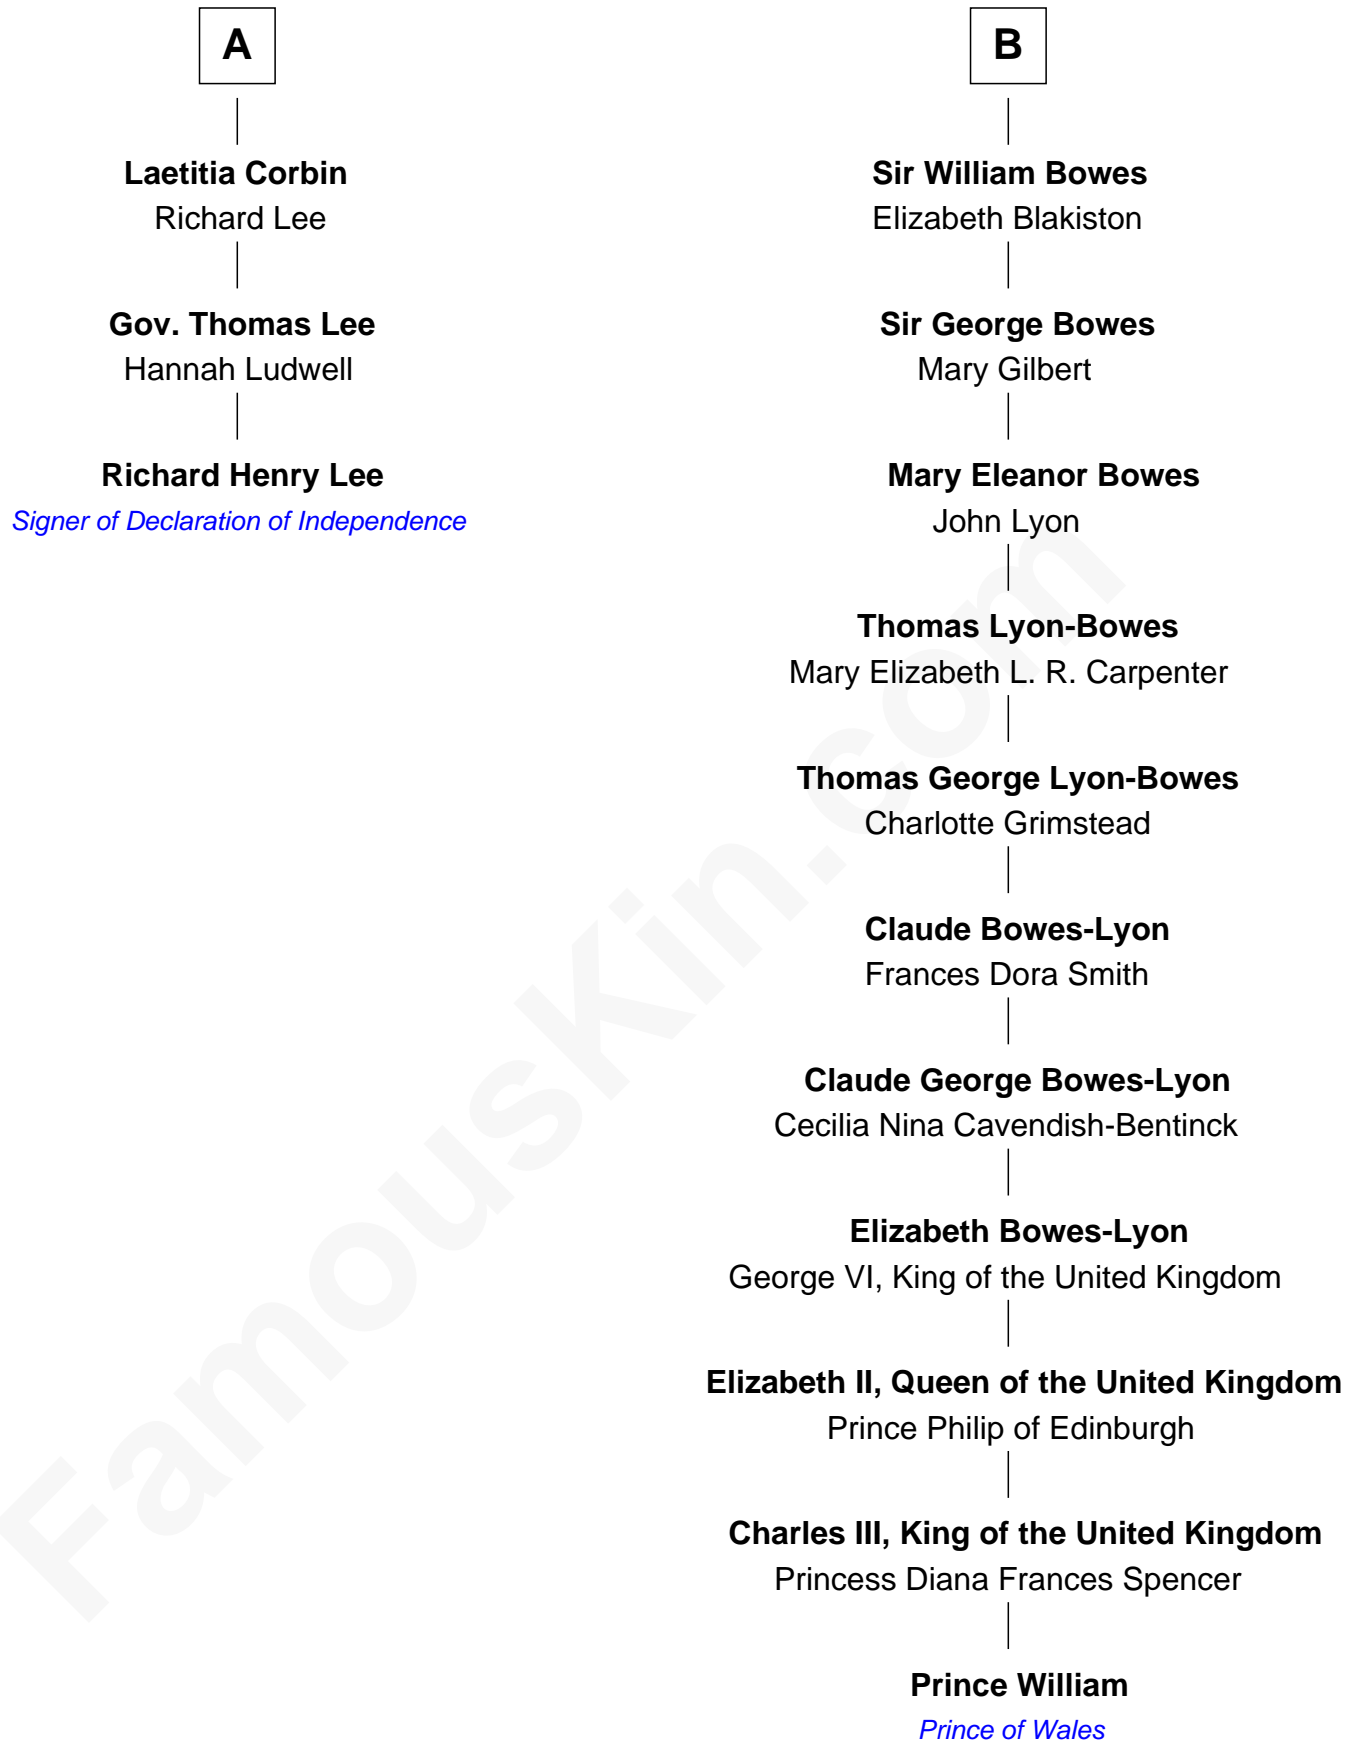 A
Laetitia Corbin
Richard Lee
Gov. Thomas Lee
Hannah Ludwell
Richard Henry Lee
Signer of Declaration of Independence
B
Sir William Bowes
Elizabeth Blakiston
Sir George Bowes
Mary Gilbert
Mary Eleanor Bowes
John Lyon
Thomas Lyon-Bowes
Mary Elizabeth L. R. Carpenter
Thomas George Lyon-Bowes
Charlotte Grimstead
Claude Bowes-Lyon
Frances Dora Smith
Claude George Bowes-Lyon
Cecilia Nina Cavendish-Bentinck
Elizabeth Bowes-Lyon
George VI, King of the United Kingdom
Elizabeth II, Queen of the United Kingdom
Prince Philip of Edinburgh
Charles III, King of the United Kingdom
Princess Diana Frances Spencer
Prince William
Prince of Wales
FamousKin.com